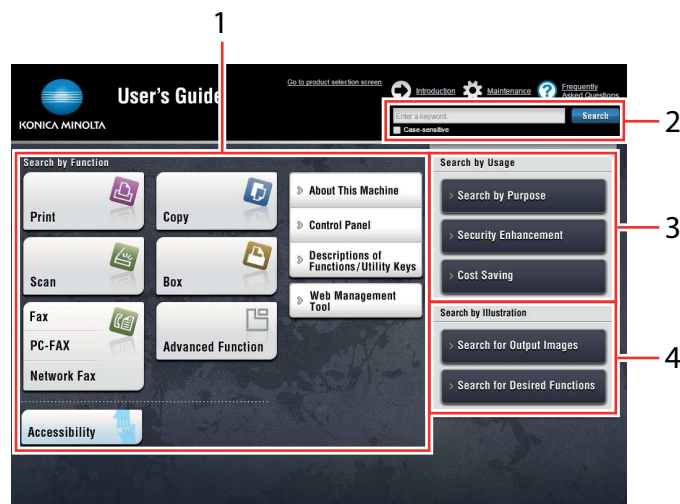 1
Go to product selection screen
User's Guide
Introduction
Maintenance
Frequently
Asked Questions
KONICA MINOLTA
Enter a keyword.
Search
Case-sensitive
2
Search by Function
Print
Copy
Scan
Box
Fax
PC-FAX
Network Fax
Advanced Function
Accessibility
» About This Machine
» Control Panel
» Descriptions of
Functions/Utility Keys
» Web Management
Tool
Search by Usage
> Search by Purpose
> Security Enhancement
> Cost Saving
3
Search by Illustration
> Search for Output Images
> Search for Desired Functions
4